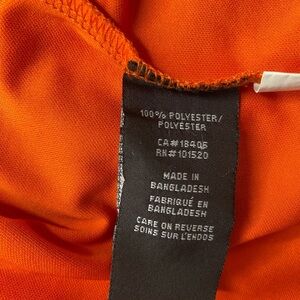 100% POLYESTER/
POLYESTER
CA#18406
RN#101520
MADE IN
BANGLADESH
FABRIQUÉ EN
BANGLADESH
CARE ON REVERSE
SOINS SUR L'ENDOS